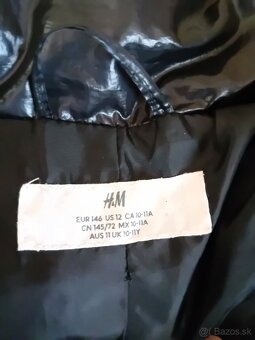 H&M
EUR 146 US 12 CA 10-11A
CN 145/72 MX 10-11A
AUS 11 UK 10-11Y
© Bazos.sk